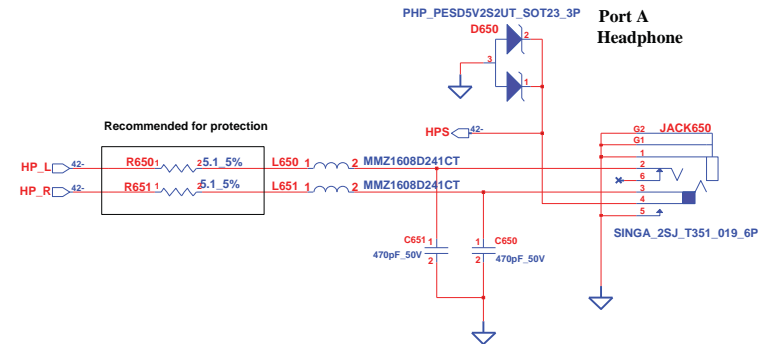 PHP_PESD5V2S2UT_SOT23_3P
Port A
Headphone
D650
2
3
1
Recommended for protection
HPS 42-
G2 JACK650
G1
1
HP_L 42- R650 1 2 5.1_5% L650 1 2 MMZ1608D241CT 2
6
HP_R 42- R651 1 2 5.1_5% L651 1 2 MMZ1608D241CT 3
4
5
SINGA_2SJ_T351_019_6P
C651 1 1 C650
470pF_50V 2 2 470pF_50V